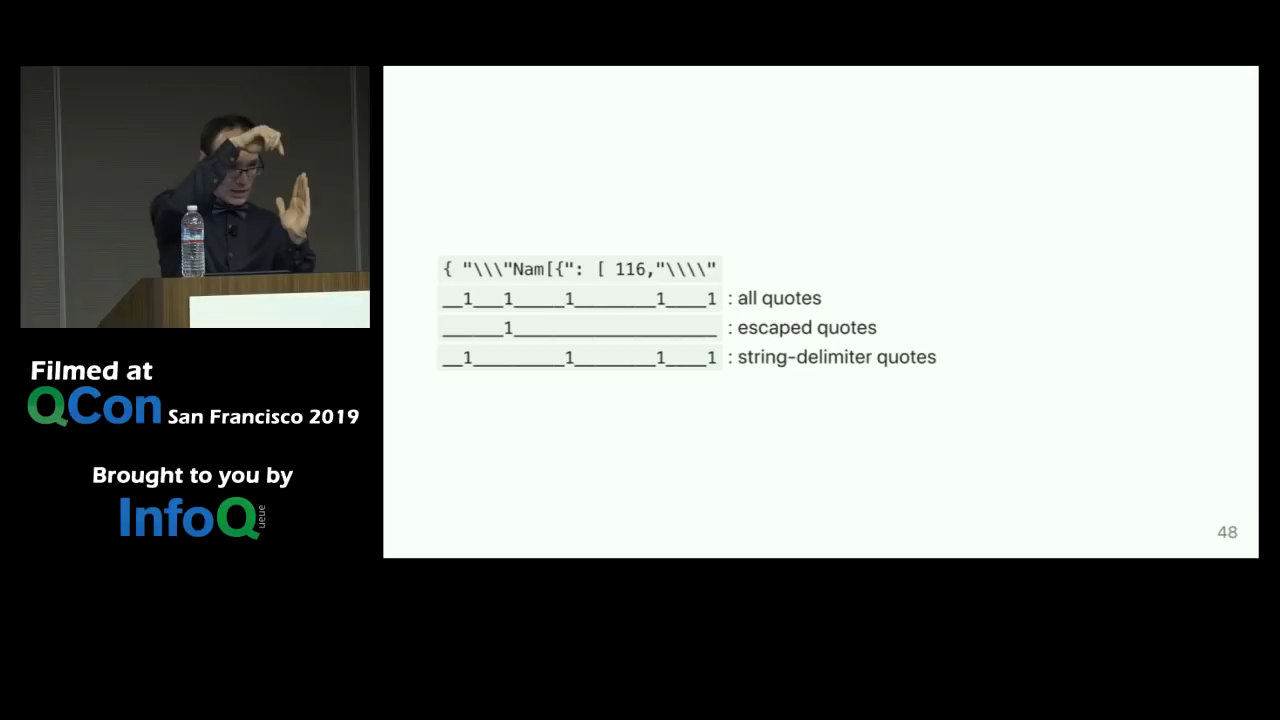 { "\\\"Nam[{": [ 116,"\\\\"
__1___1_____1________1____1 : all quotes
______1____________________ : escaped quotes
__1_________1________1____1 : string-delimiter quotes
48
Filmed at
QCon San Francisco 2019
Brought to you by
InfoQueue